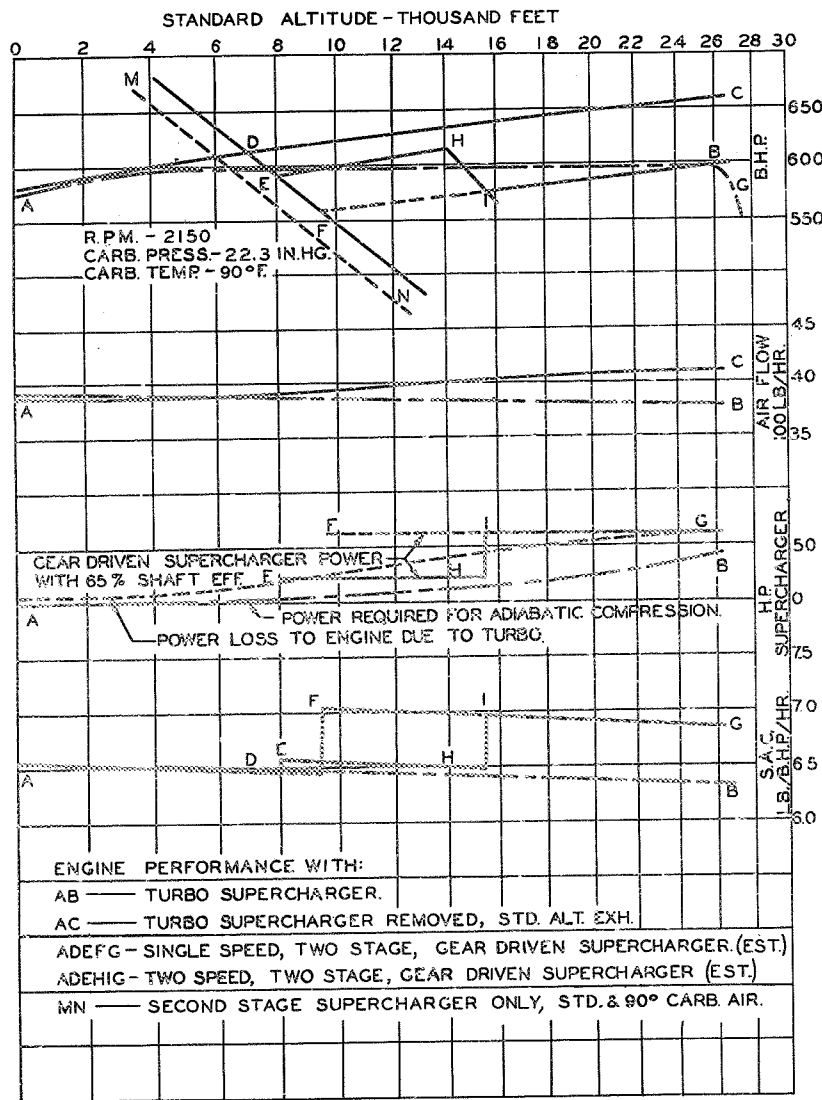 STANDARD ALTITUDE - THOUSAND FEET
0 2 4 6 8 10 12 14 16 18 20 22 24 26 28 30
M
C
650
D
H
B.H.P.
E
B
600
A
G
F
I
550
R.P.M. - 2150
CARB. PRESS.-22.3 IN.HG.
CARB. TEMP.-90°F.
N
45
C
AIR FLOW
100 LB/HR.
40
A
B
35
F
G
50
GEAR DRIVEN SUPERCHARGER POWER
WITH 65% SHAFT EFF.
E
H
B
H.P.
SUPERCHARGER
A
0
POWER REQUIRED FOR ADIABATIC COMPRESSION.
POWER LOSS TO ENGINE DUE TO TURBO.
7.5
F
I
7.0
G
S.A.C.
LB./B.H.P/HR
D
E
H
6.5
A
B
6.0
ENGINE PERFORMANCE WITH:
AB — TURBO SUPERCHARGER.
AC — TURBO SUPERCHARGER REMOVED, STD. ALT. EXH.
ADEFG - SINGLE SPEED, TWO STAGE, GEAR DRIVEN SUPERCHARGER. (EST.)
ADEHIG - TWO SPEED, TWO STAGE, GEAR DRIVEN SUPERCHARGER (EST.)
MN — SECOND STAGE SUPERCHARGER ONLY, STD. & 90° CARB. AIR.